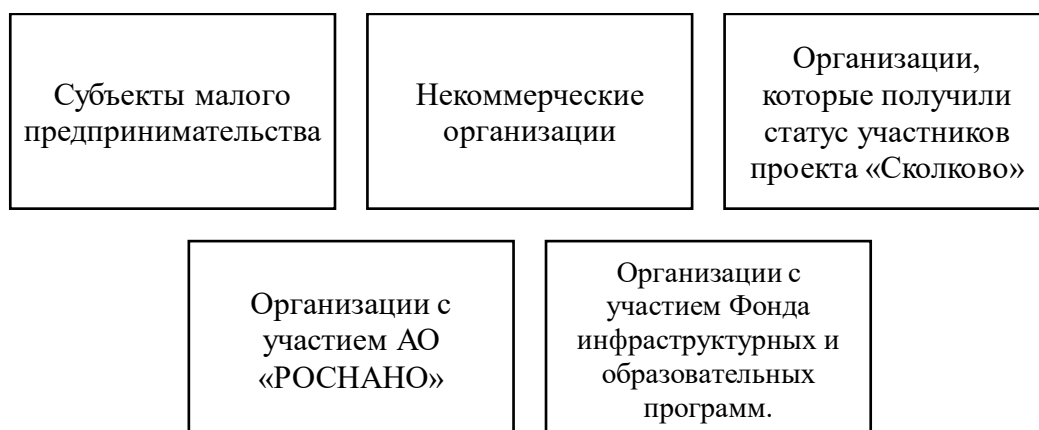 Субъекты малого
предпринимательства
Некоммерческие
организации
Организации,
которые получили
статус участников
проекта «Сколково»
Организации с
участием АО
«РОСНАНО»
Организации с
участием Фонда
инфраструктурных и
образовательных
программ.